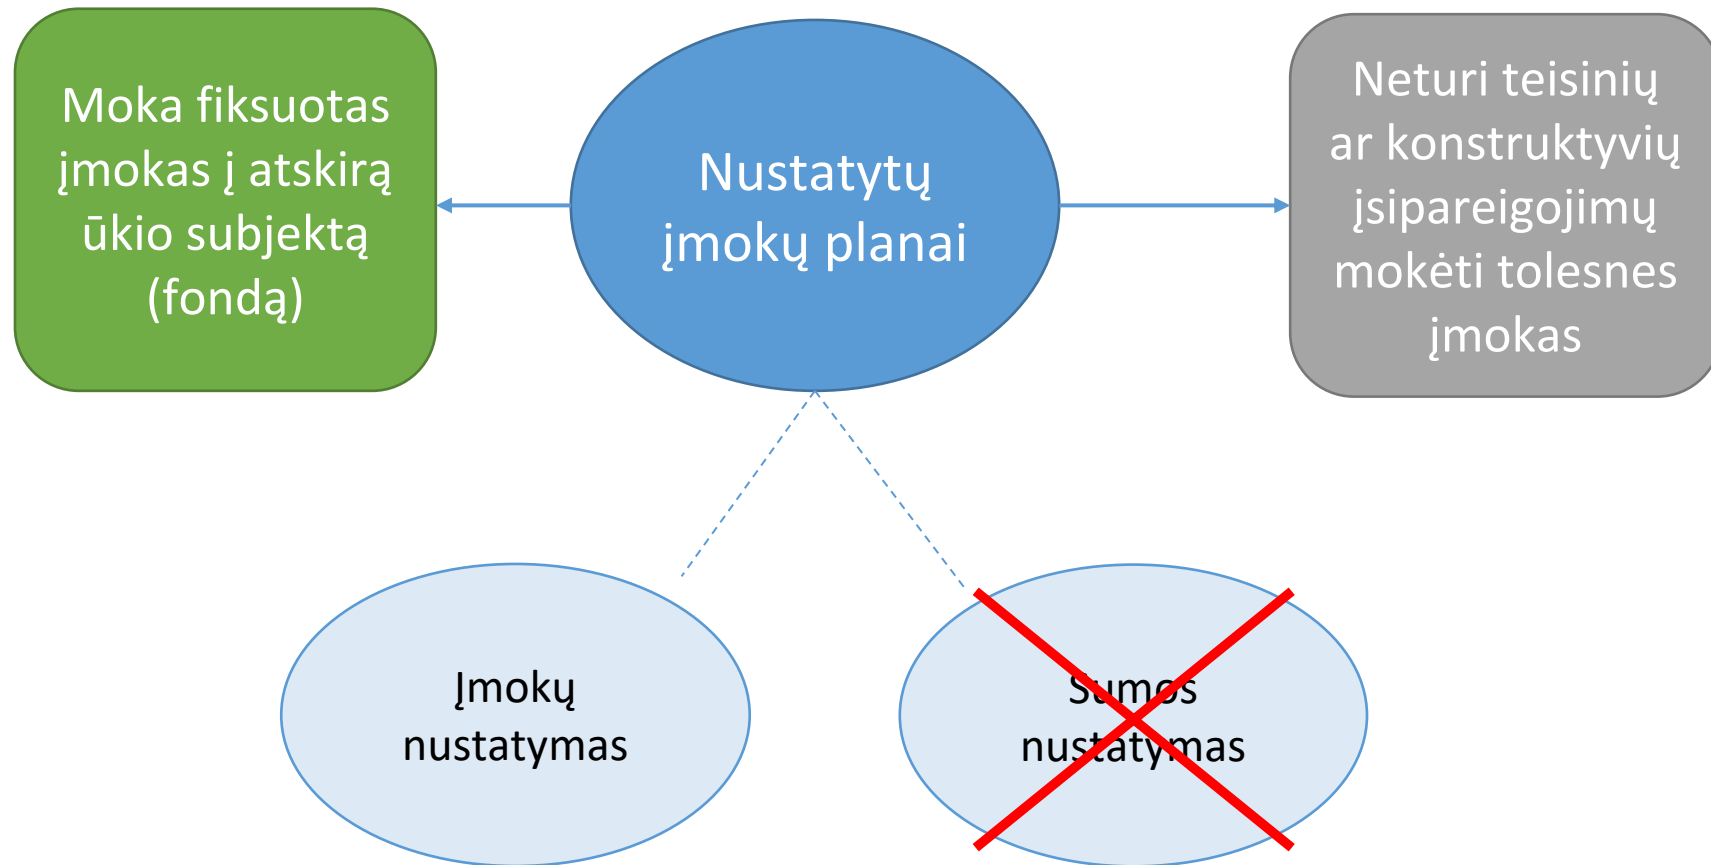 Moka fiksuotas
įmokas į atskirą
ūkio subjektą
(fondą)
Nustatytų
įmokų planai
Neturi teisinių
ar konstruktyvių
įsipareigojimų
mokėti tolesnes
įmokas
Įmokų
nustatymas
Sumos
nustatymas